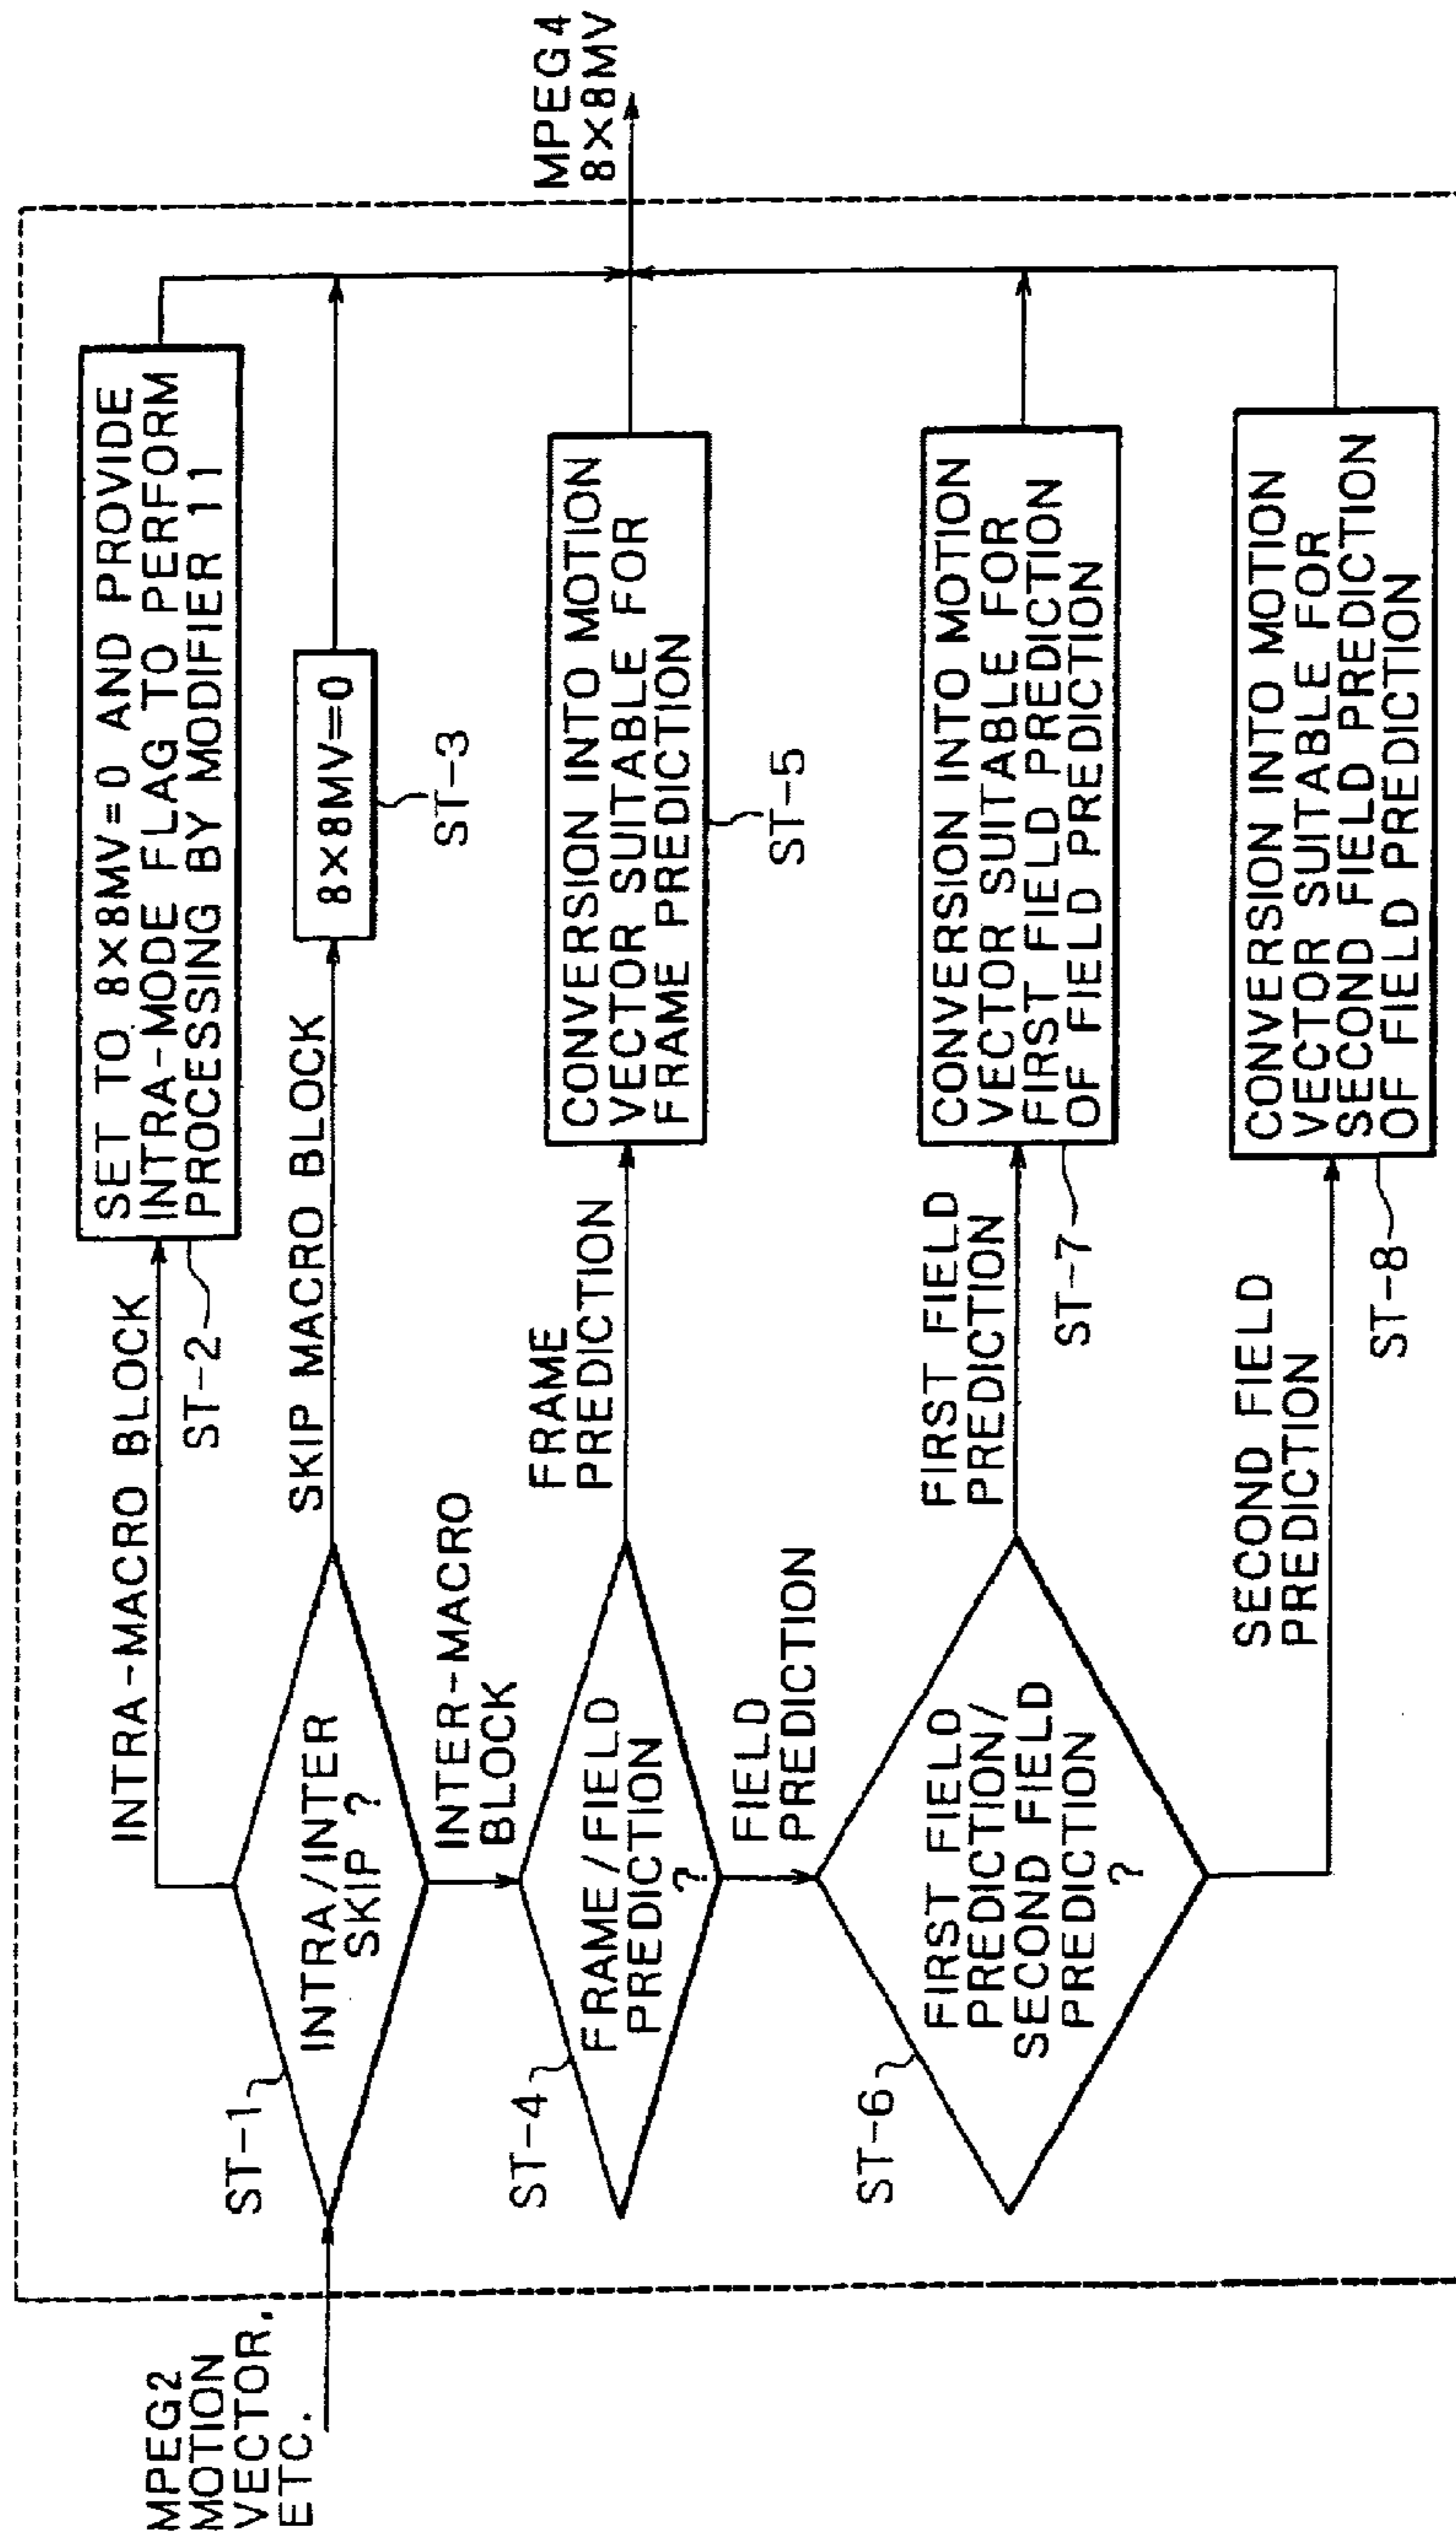 MPEG2
MOTION
VECTOR,
ETC.
ST-1
INTRA/INTER
SKIP ?
INTRA-MACRO BLOCK
ST-2
SET TO 8×8MV=0 AND PROVIDE
INTRA-MODE FLAG TO PERFORM
PROCESSING BY MODIFIER 11
SKIP MACRO BLOCK
8×8MV=0
ST-3
INTER-MACRO
BLOCK
ST-4
FRAME/FIELD
PREDICTION
?
FRAME
PREDICTION
CONVERSION INTO MOTION
VECTOR SUITABLE FOR
FRAME PREDICTION
ST-5
FIELD
PREDICTION
ST-6
FIRST FIELD
PREDICTION/
SECOND FIELD
PREDICTION
?
FIRST FIELD
PREDICTION
ST-7
CONVERSION INTO MOTION
VECTOR SUITABLE FOR
FIRST FIELD PREDICTION
OF FIELD PREDICTION
SECOND FIELD
PREDICTION
ST-8
CONVERSION INTO MOTION
VECTOR SUITABLE FOR
SECOND FIELD PREDICTION
OF FIELD PREDICTION
MPEG4
8×8MV